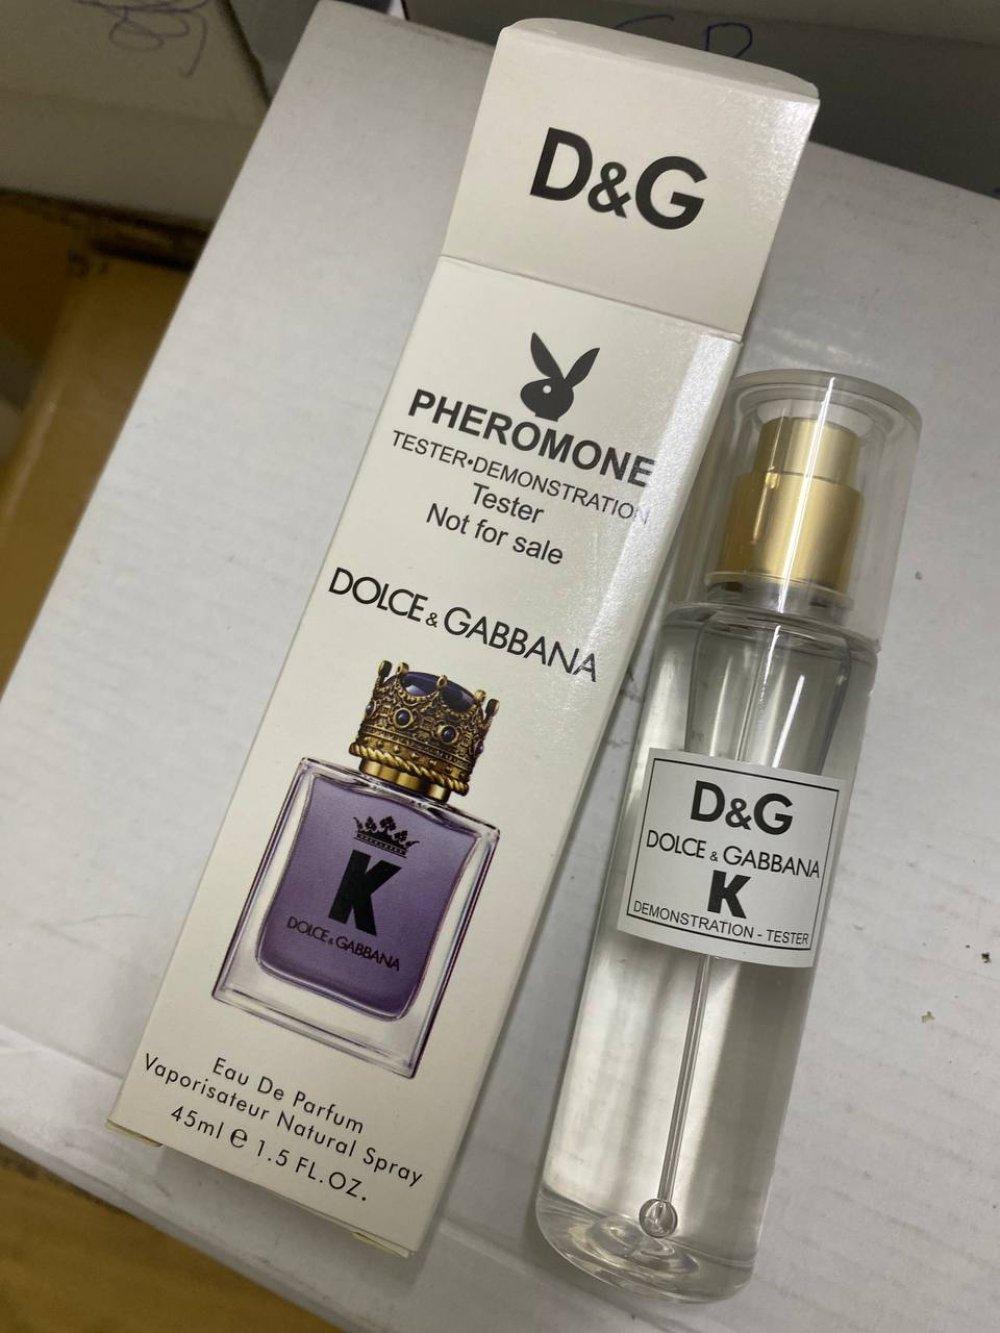 D&G
PHEROMONE
TESTER•DEMONSTRATION
Tester
Not for sale
DOLCE & GABBANA
K
DOLCE & GABBANA
Eau De Parfum
Vaporisateur Natural Spray
45ml e 1.5 FL.OZ.
D&G
DOLCE & GABBANA
K
DEMONSTRATION - TESTER